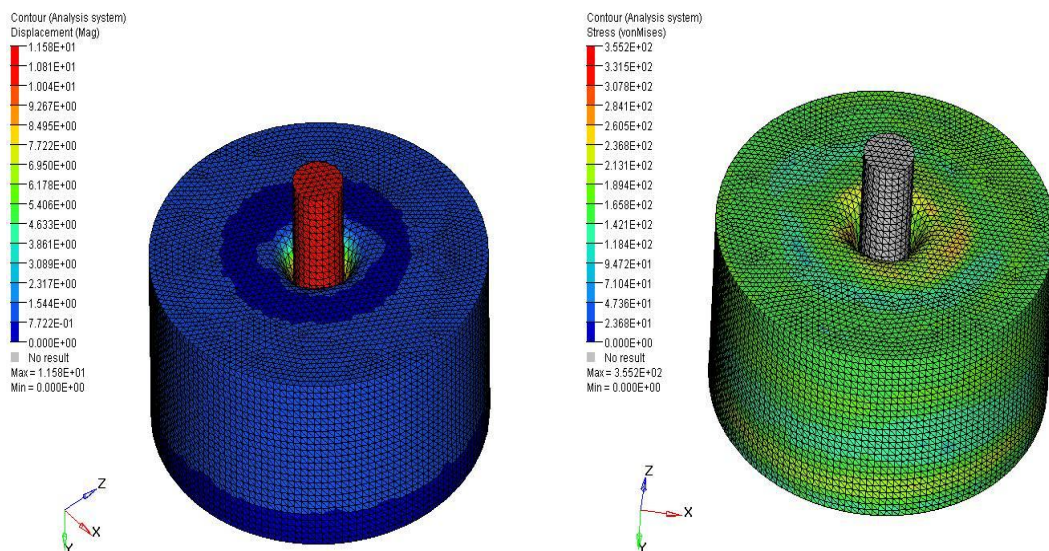 Contour (Analysis system)
Displacement (Mag)
1.158E+01
1.081E+01
1.004E+01
9.267E+00
8.495E+00
7.722E+00
6.950E+00
6.178E+00
5.406E+00
4.633E+00
3.861E+00
3.089E+00
2.317E+00
1.544E+00
7.722E-01
0.000E+00
No result
Max = 1.158E+01
Min = 0.000E+00
Z
X
Y
Contour (Analysis system)
Stress (vonMises)
3.552E+02
3.315E+02
3.078E+02
2.841E+02
2.605E+02
2.368E+02
2.131E+02
1.894E+02
1.658E+02
1.421E+02
1.184E+02
9.472E+01
7.104E+01
4.736E+01
2.368E+01
0.000E+00
No result
Max = 3.552E+02
Min = 0.000E+00
Z
X
Y